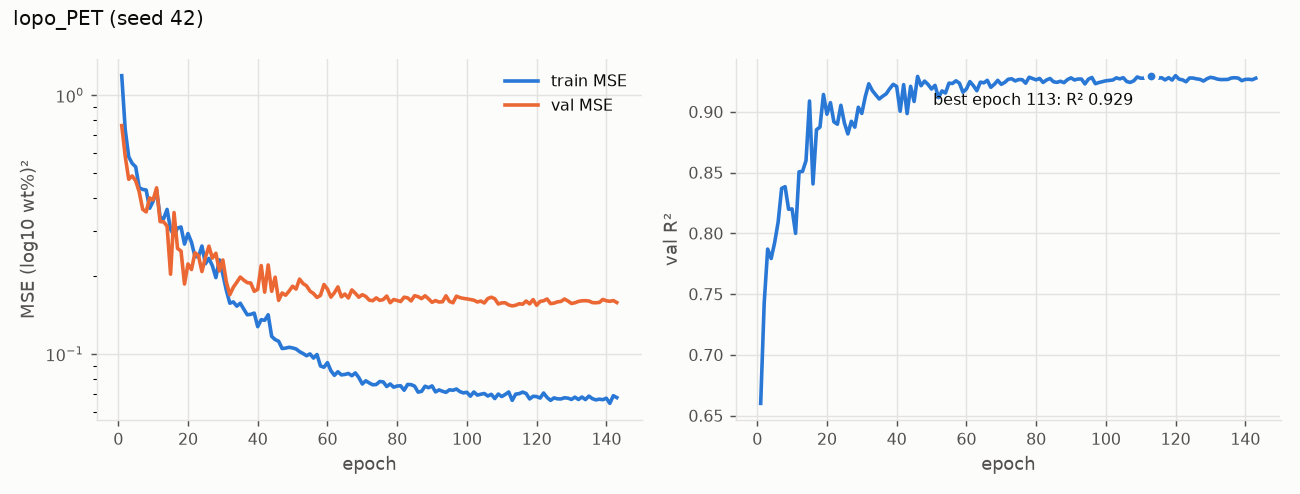 lopo_PET (seed 42)
train MSE
val MSE
MSE (log10 wt%)²
10⁰
10⁻¹
0 20 40 60 80 100 120 140
epoch
best epoch 113: R² 0.929
val R²
0.90
0.85
0.80
0.75
0.70
0.65
0 20 40 60 80 100 120 140
epoch